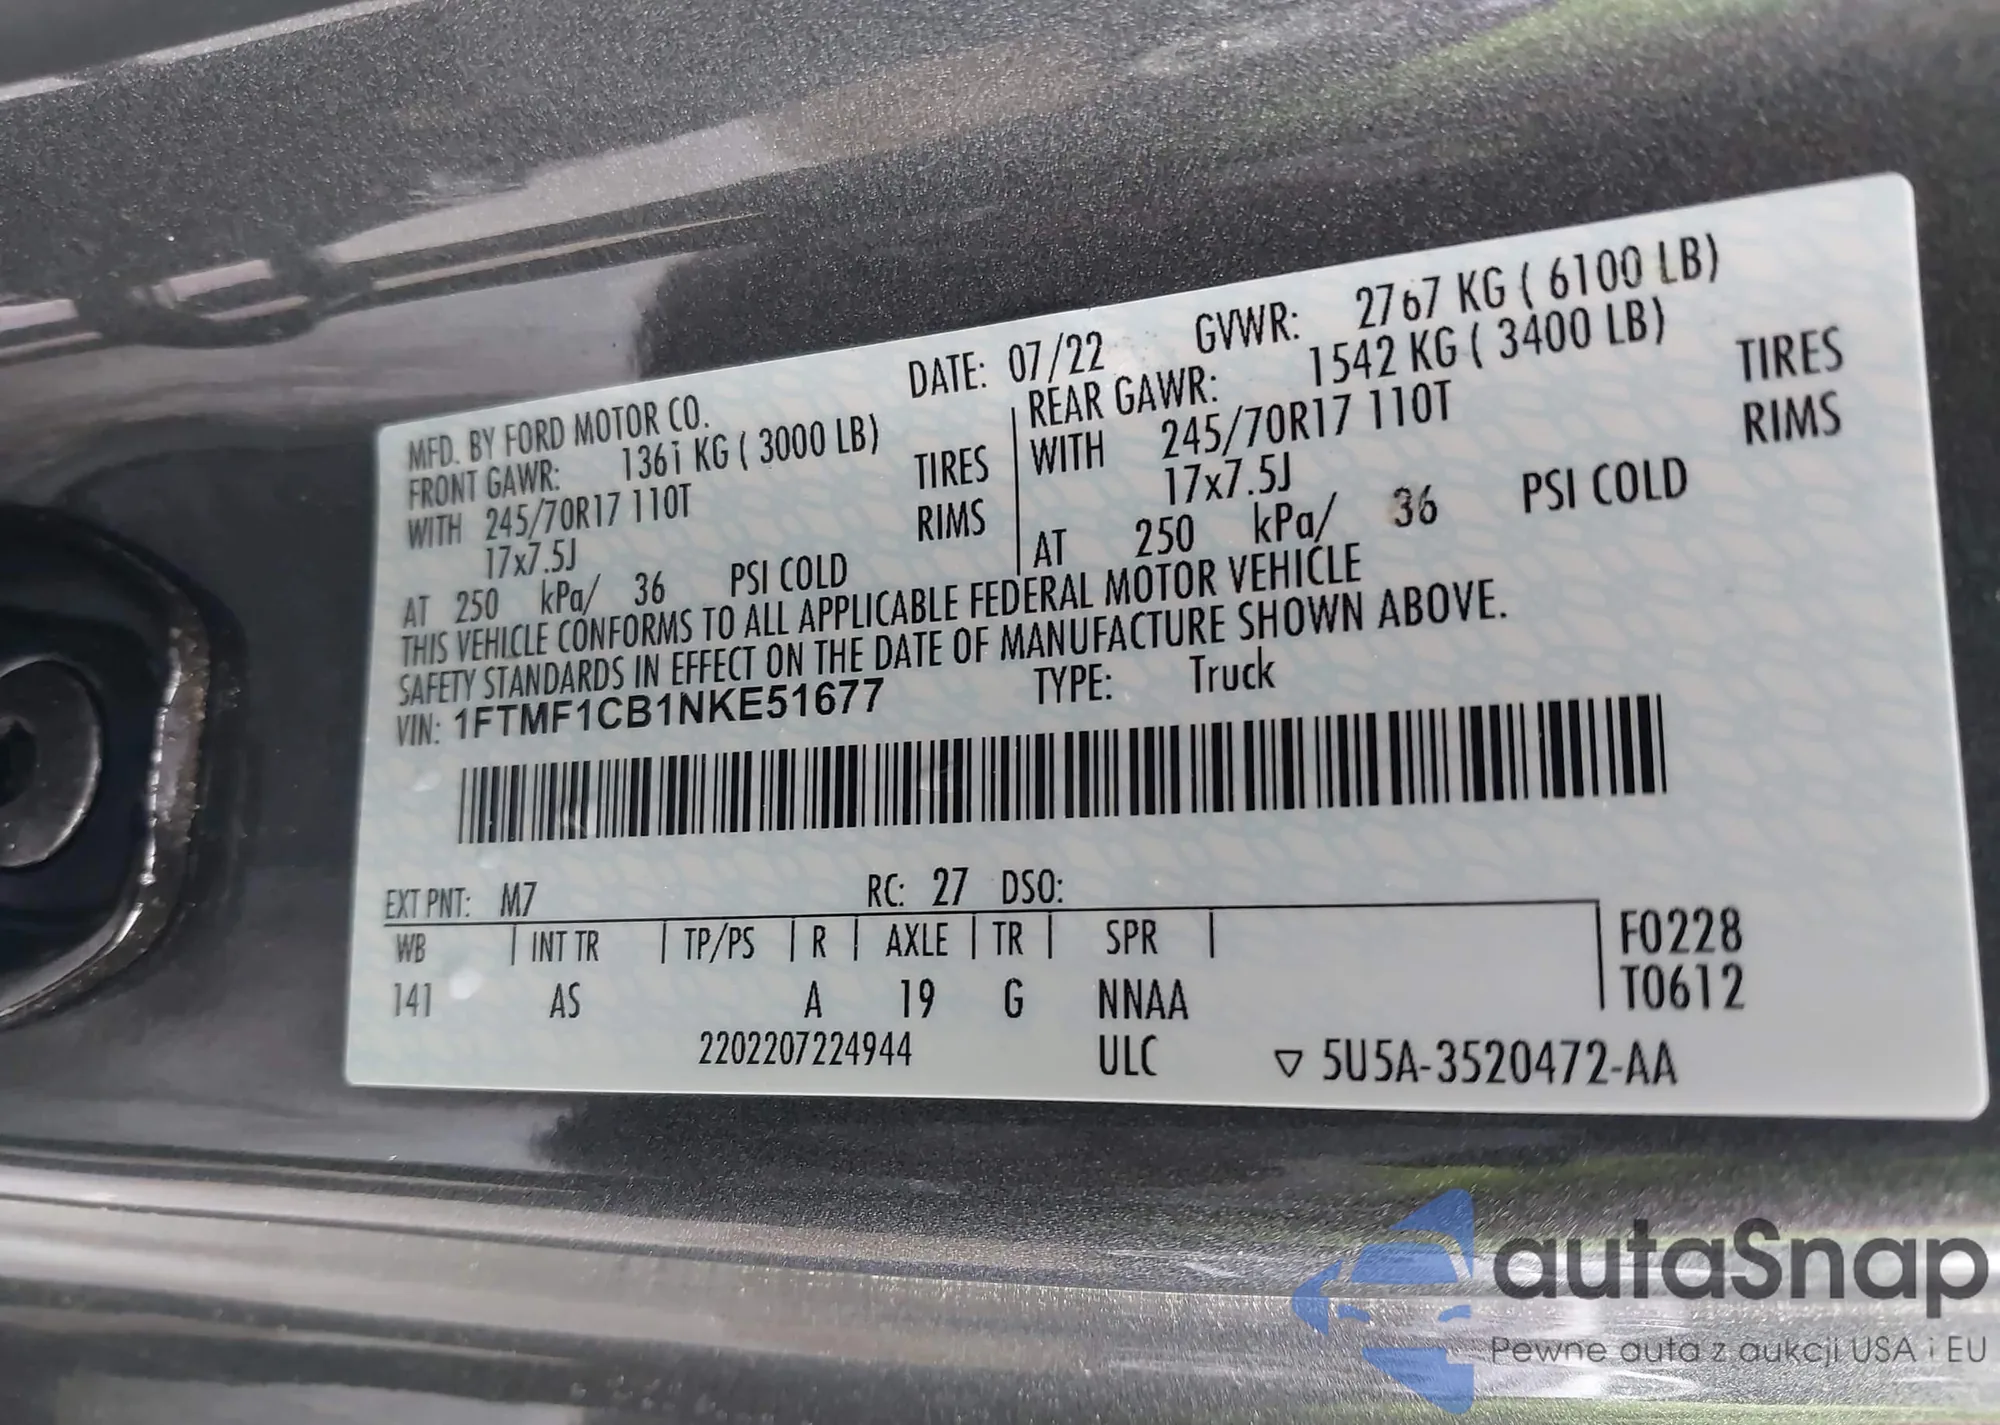 MFD. BY FORD MOTOR CO. DATE: 07/22 GVWR: 2767 KG ( 6100 LB)
FRONT GAWR: 1361 KG ( 3000 LB) REAR GAWR: 1542 KG ( 3400 LB)
WITH 245/70R17 110T TIRES WITH 245/70R17 110T TIRES
17x7.5J RIMS 17x7.5J RIMS
AT 250 kPa/ 36 PSI COLD AT 250 kPa/ 36 PSI COLD
THIS VEHICLE CONFORMS TO ALL APPLICABLE FEDERAL MOTOR VEHICLE
SAFETY STANDARDS IN EFFECT ON THE DATE OF MANUFACTURE SHOWN ABOVE.
VIN: 1FTMF1CB1NKE51677 TYPE: Truck
EXT PNT: M7 RC: 27 DSO:
WB INT TR TP/PS R AXLE TR SPR F0228
141 AS A 19 G NNAA T0612
2202207224944 ULC ▽ 5U5A-3520472-AA
autaSnap
Pewne auta z aukcji USA i EU